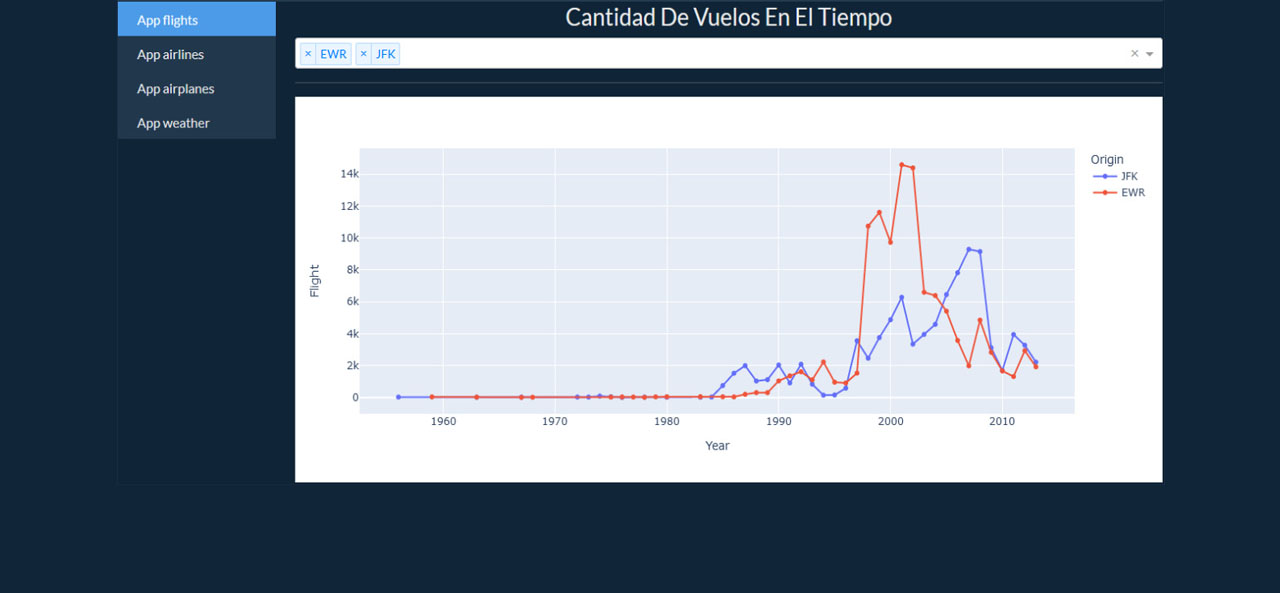 App flights
App airlines
App airplanes
App weather
Cantidad De Vuelos En El Tiempo
× EWR × JFK ×
14k
12k
10k
8k
6k
4k
2k
0
Flight
1960 1970 1980 1990 2000 2010
Year
Origin
JFK
EWR